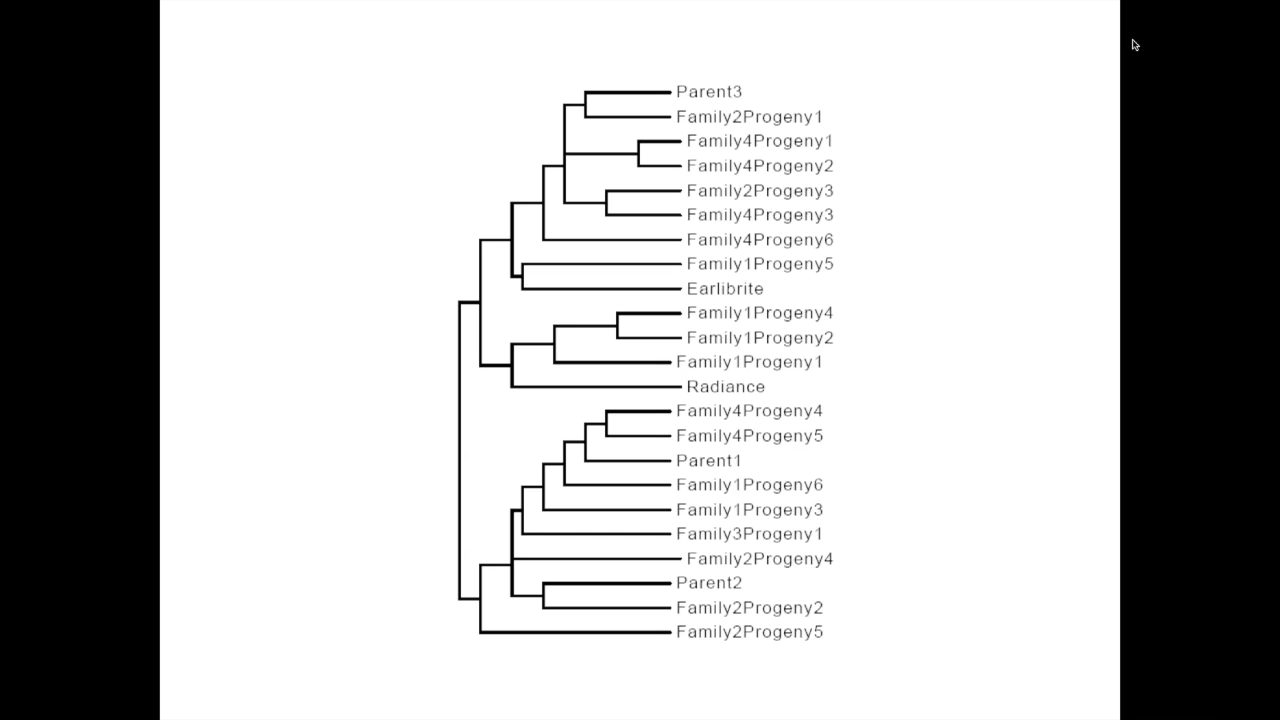 Parent3
Family2Progeny1
Family4Progeny1
Family4Progeny2
Family2Progeny3
Family4Progeny3
Family4Progeny6
Family1Progeny5
Earlibrite
Family1Progeny4
Family1Progeny2
Family1Progeny1
Radiance
Family4Progeny4
Family4Progeny5
Parent1
Family1Progeny6
Family1Progeny3
Family3Progeny1
Family2Progeny4
Parent2
Family2Progeny2
Family2Progeny5